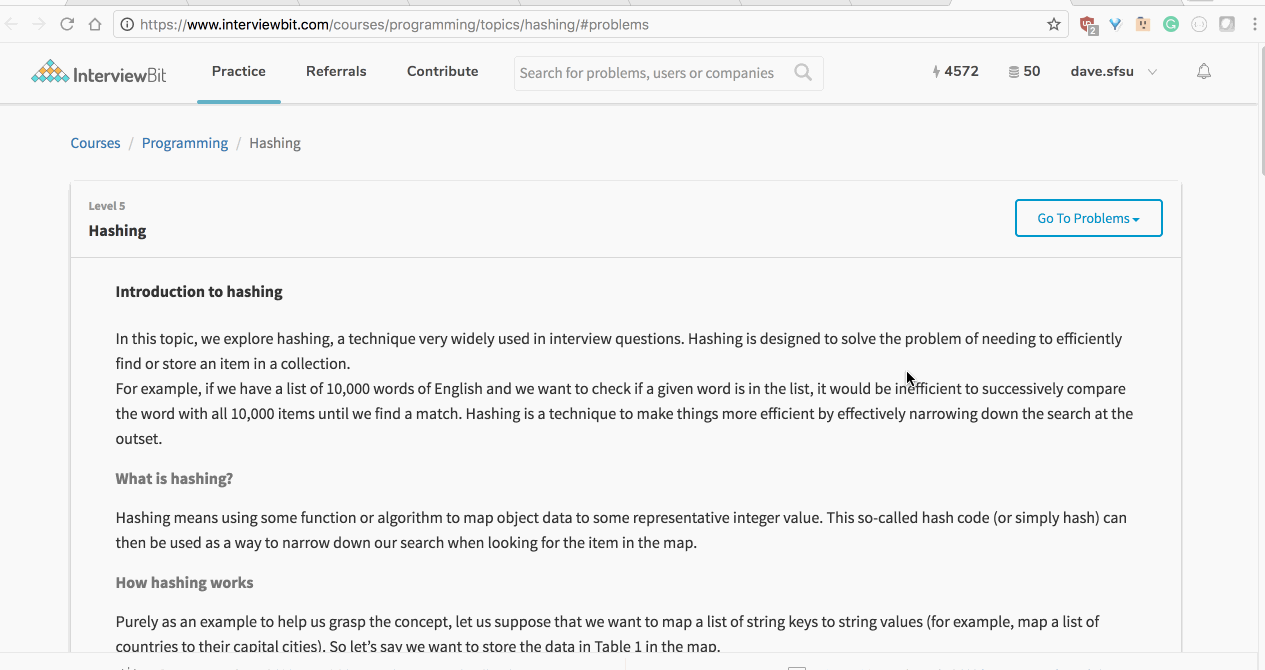 https://www.interviewbit.com/courses/programming/topics/hashing/#problems
2
InterviewBit
Practice
Referrals
Contribute
Search for problems, users or companies
4572
50
dave.sfsu
Courses / Programming / Hashing
Level 5
Hashing
Go To Problems
Introduction to hashing
In this topic, we explore hashing, a technique very widely used in interview questions. Hashing is designed to solve the problem of needing to efficiently
find or store an item in a collection.
For example, if we have a list of 10,000 words of English and we want to check if a given word is in the list, it would be inefficient to successively compare
the word with all 10,000 items until we find a match. Hashing is a technique to make things more efficient by effectively narrowing down the search at the
outset.
What is hashing?
Hashing means using some function or algorithm to map object data to some representative integer value. This so-called hash code (or simply hash) can
then be used as a way to narrow down our search when looking for the item in the map.
How hashing works
Purely as an example to help us grasp the concept, let us suppose that we want to map a list of string keys to string values (for example, map a list of
countries to their capital cities). So let's say we want to store the data in Table 1 in the map.